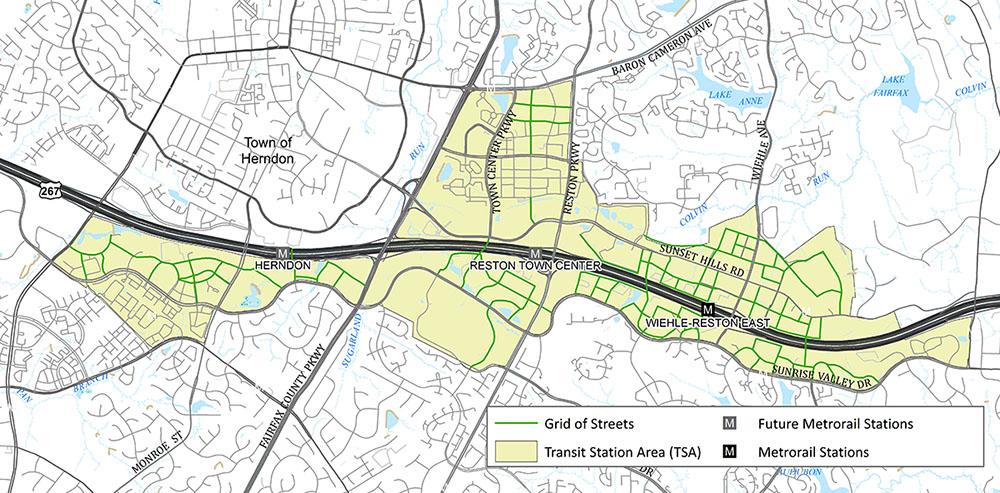 BARON CAMERON AVE
LAKE ANNE
LAKE
FAIRFAX
COLVIN
Town of
Herndon
RUN
TOWN CENTER PKWY
RESTON PKWY
WIEHLE AVE
267
COLVIN
RUN
M
HERNDON
M
RESTON TOWN CENTER
SUNSET HILLS RD
M
WIEHLE-RESTON EAST
SUGARLAND
FAIRFAX COUNTY PKWY
SUNRISE VALLEY DR
BRANCH
MONROE ST
DR
Grid of Streets
M Future Metrorail Stations
Transit Station Area (TSA)
M Metrorail Stations